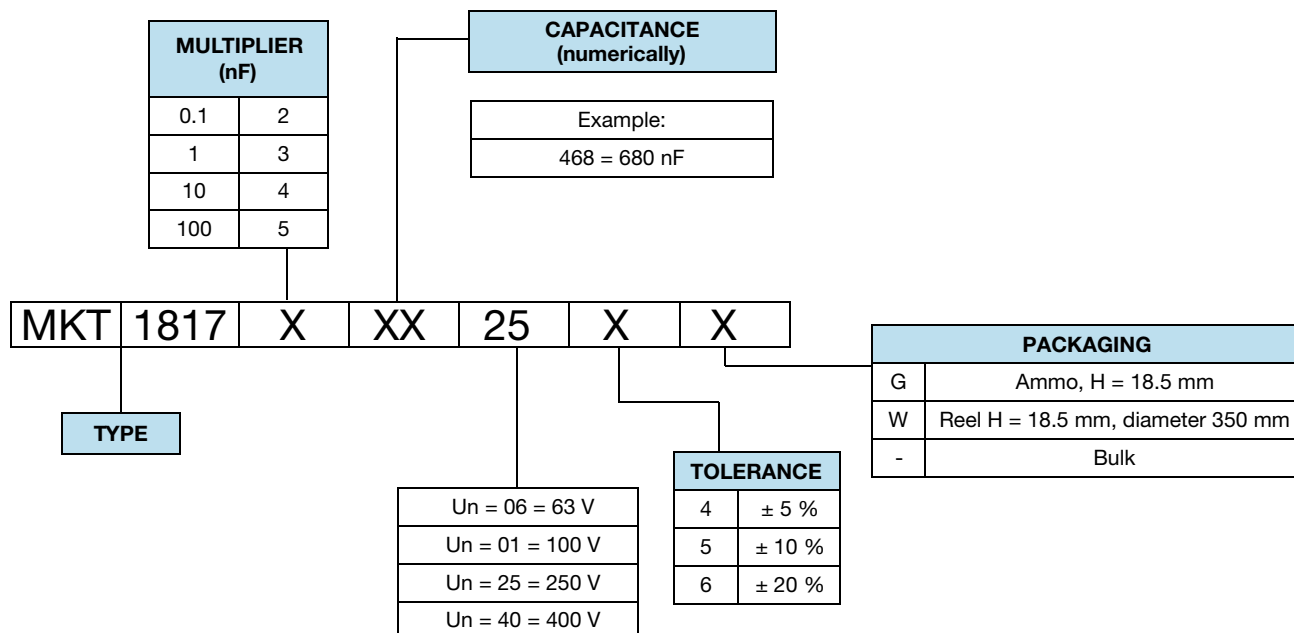 MULTIPLIER
(nF)
0.1 2
1 3
10 4
100 5
CAPACITANCE
(numerically)
Example:
468 = 680 nF
MKT 1817 X XX 25 X X
TYPE
Un = 06 = 63 V
Un = 01 = 100 V
Un = 25 = 250 V
Un = 40 = 400 V
TOLERANCE
4 ± 5 %
5 ± 10 %
6 ± 20 %
PACKAGING
G Ammo, H = 18.5 mm
W Reel H = 18.5 mm, diameter 350 mm
- Bulk